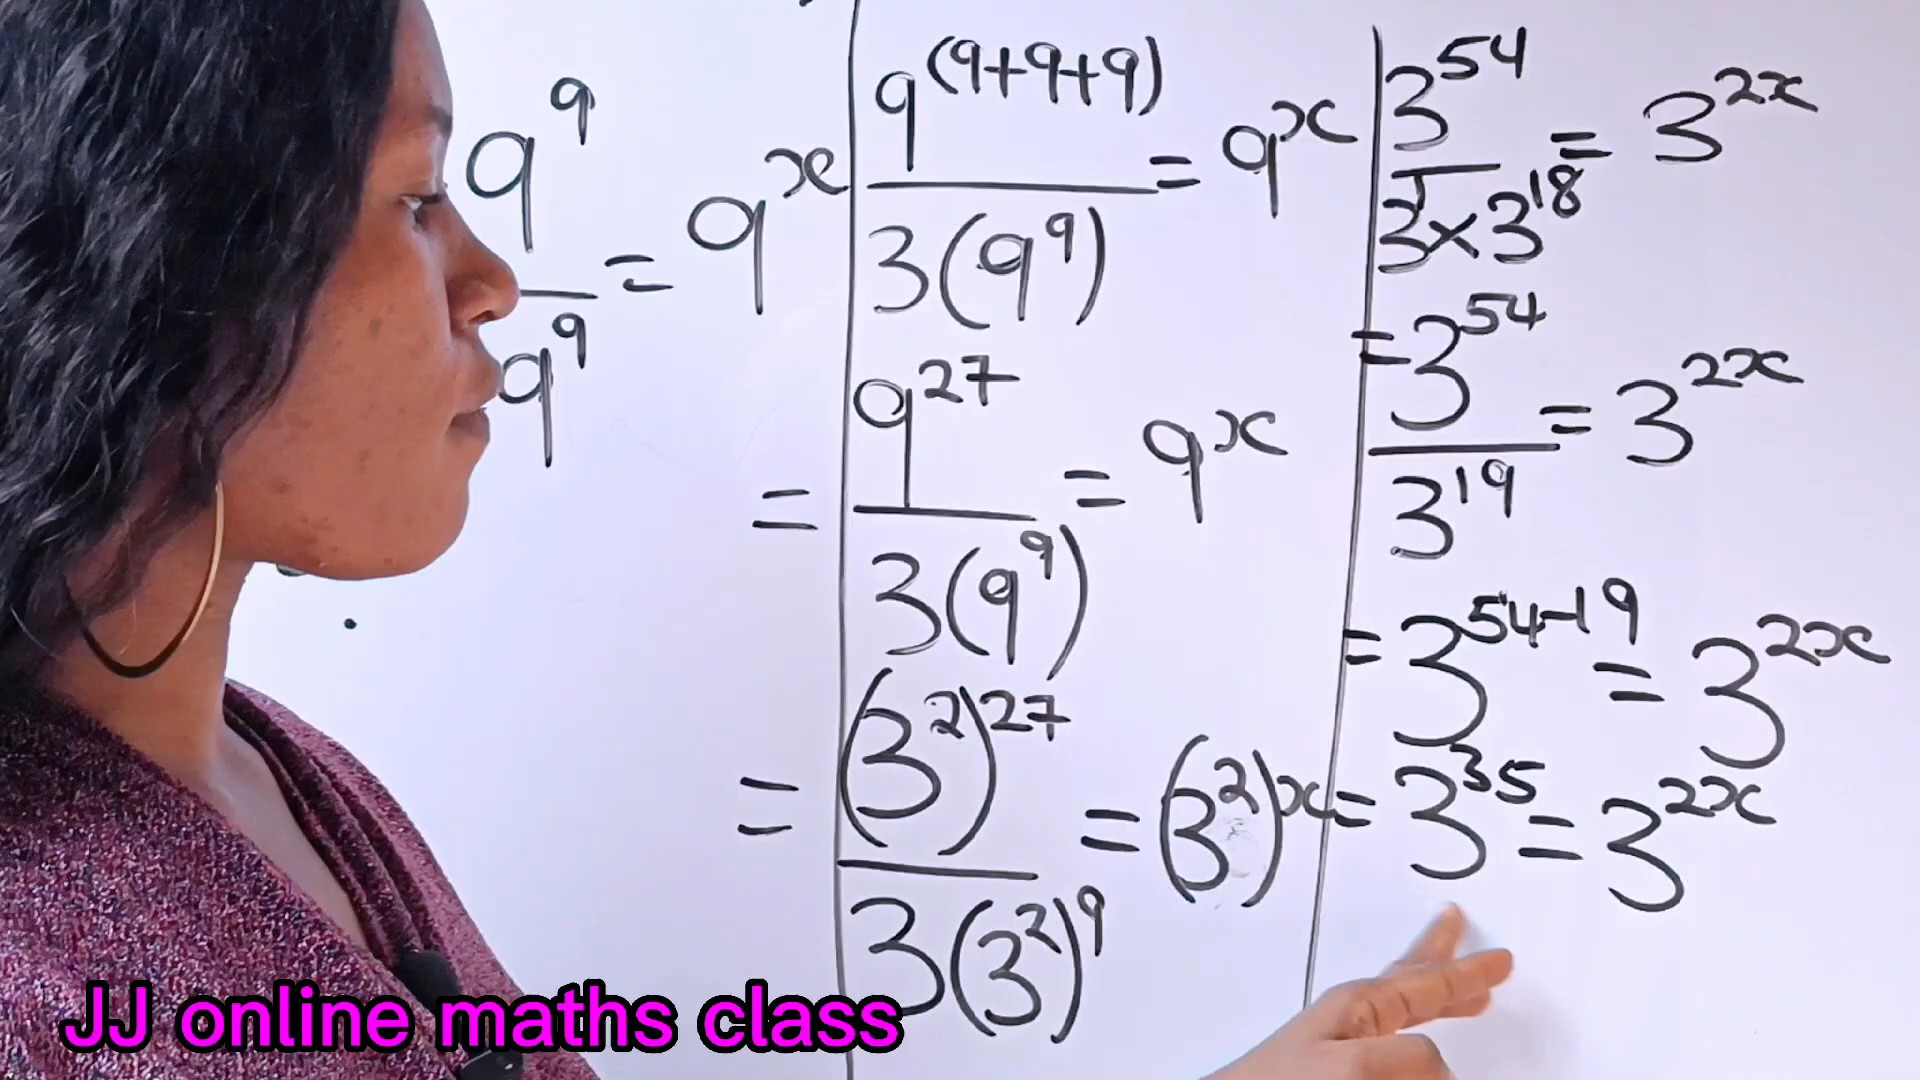 9^9 / 9^9 = 9^x
9^(9+9+9) / 3(9^9) = 9^x
= 9^27 / 3(9^9) = 9^x
= (3^2)^27 / 3(3^2)^9 = (3^2)^x
3^54 / 3^1 × 3^18 = 3^2x
= 3^54 / 3^19 = 3^2x
= 3^54-19 = 3^2x
= 3^35 = 3^2x
JJ online maths class